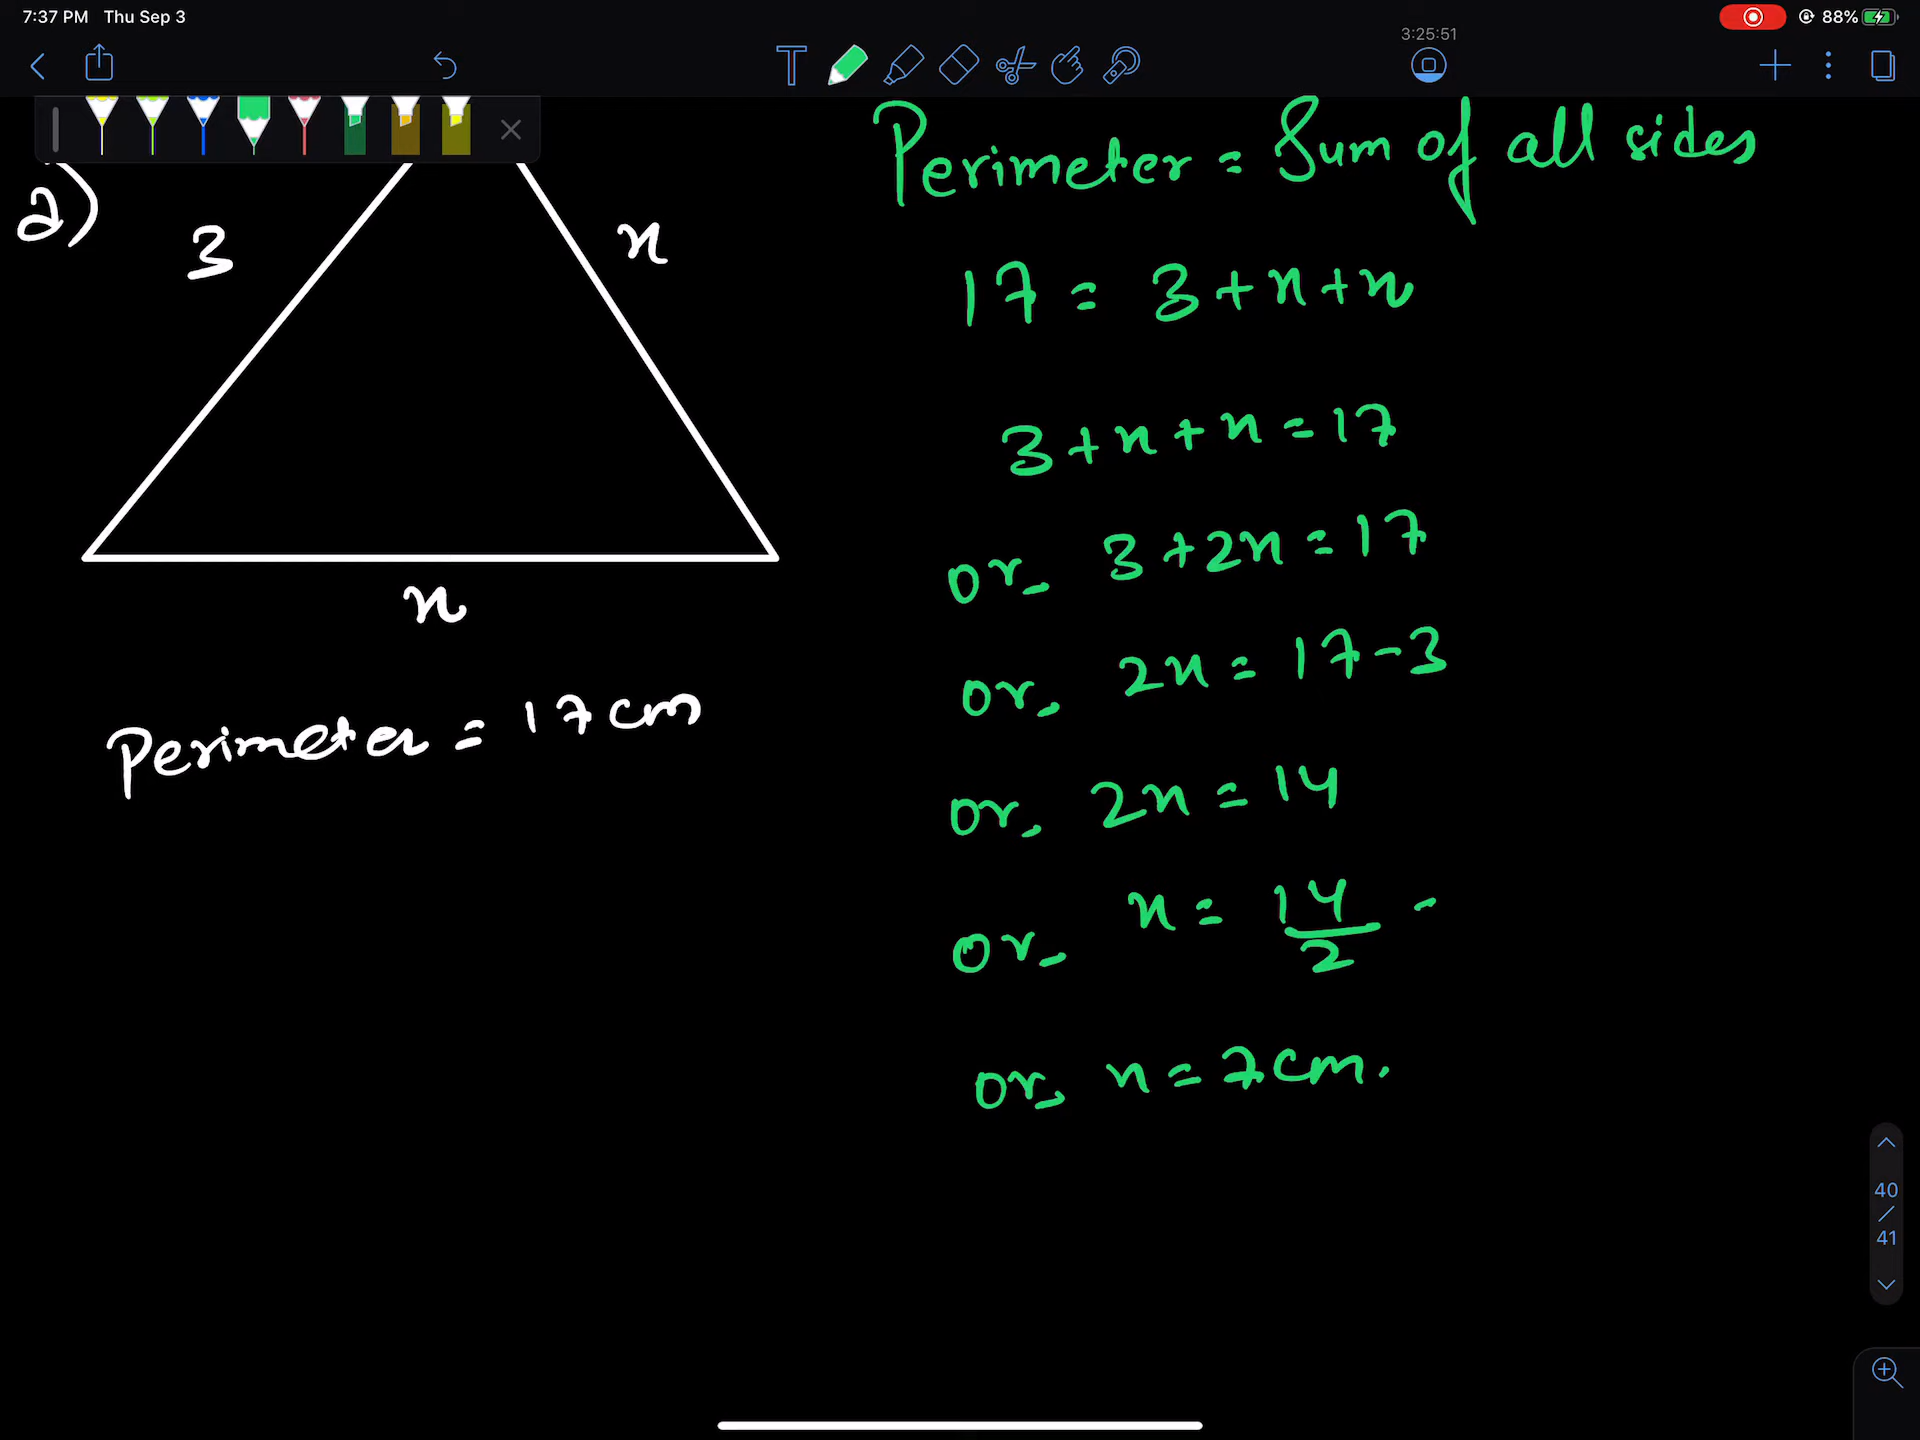 7:37 PM Thu Sep 3
88%
3:25:51
2)
3
x
x
Perimeter = 17 cm
Perimeter = Sum of all sides
17 = 3 + x + x
3 + x + x = 17
or, 3 + 2x = 17
or, 2x = 17 - 3
or, 2x = 14
or, x = 14/2 -
or, x = 7 cm.
40
/
41